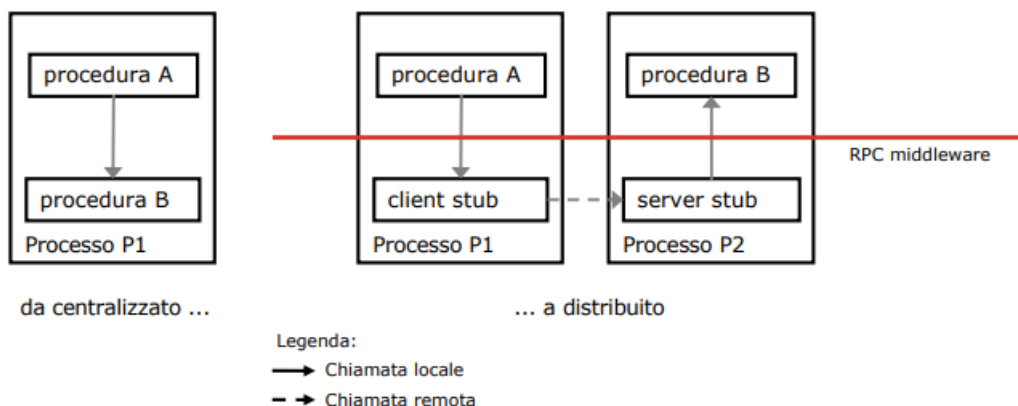 procedura A
procedura B
Processo P1
da centralizzato ...
procedura A
client stub
Processo P1
procedura B
server stub
Processo P2
RPC middleware
... a distribuito
Legenda:
Chiamata locale
Chiamata remota